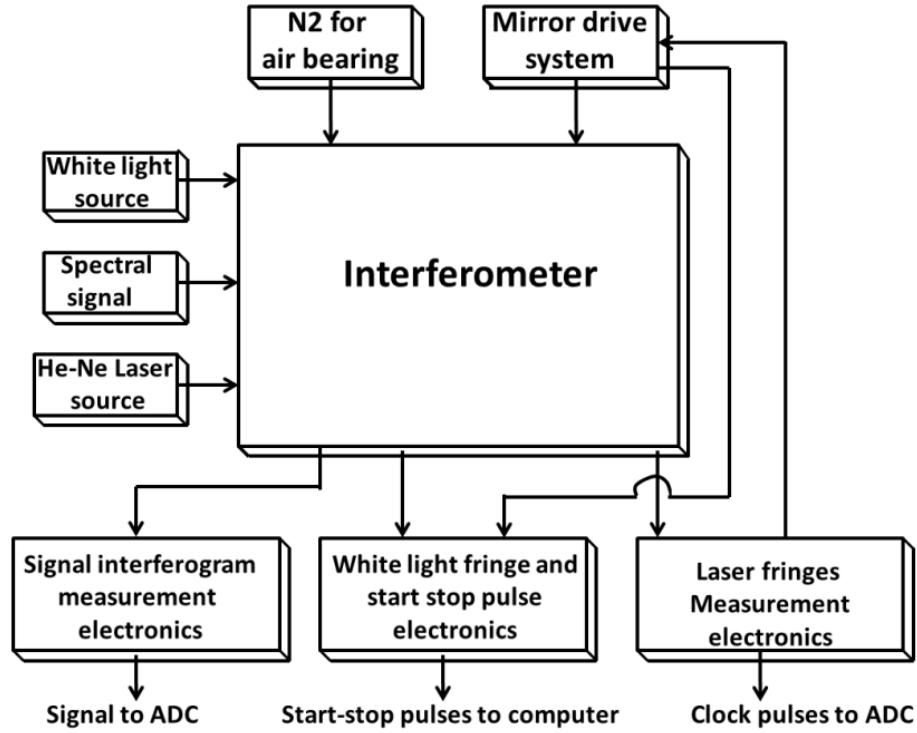 N2 for
air bearing
Mirror drive
system
White light
source
Spectral
signal
He-Ne Laser
source
Interferometer
Signal interferogram
measurement
electronics
White light fringe and
start stop pulse
electronics
Laser fringes
Measurement
electronics
Signal to ADC
Start-stop pulses to computer
Clock pulses to ADC